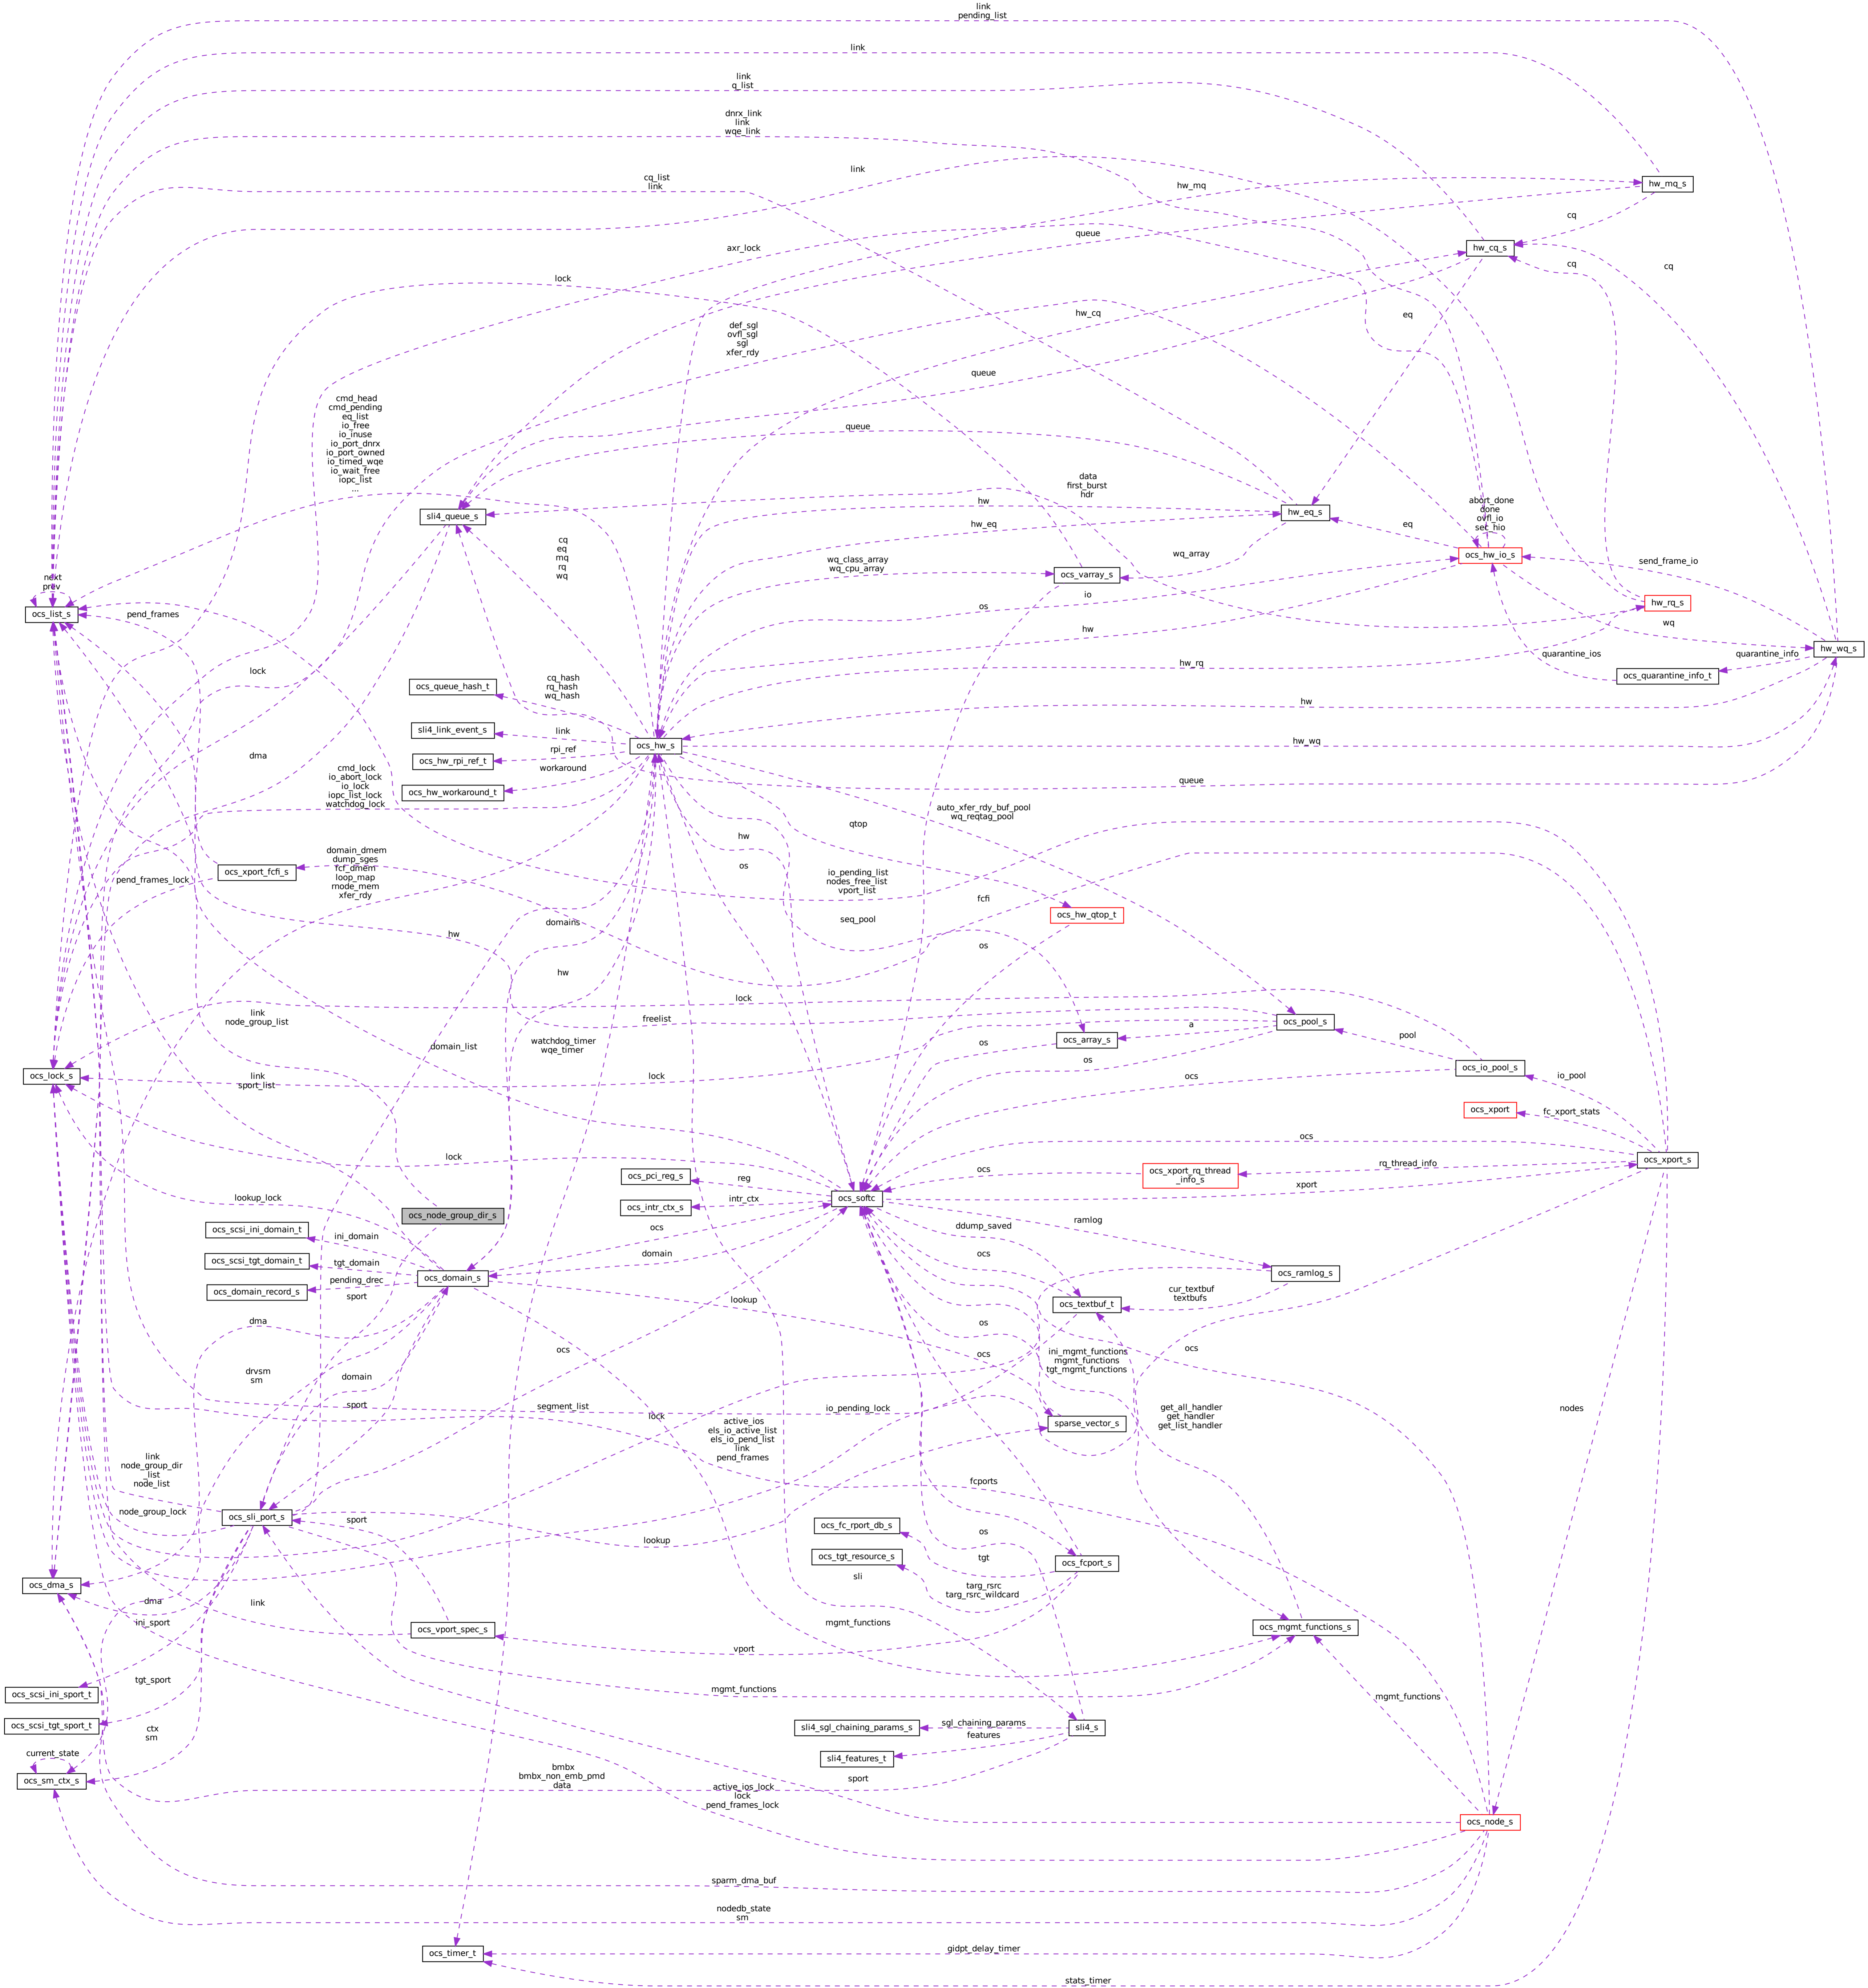 link
pending_list
link
link
q_list
dnrx_link
link
wqe_link
cq_list
link
link
hw_mq
hw_mq_s
cq
queue
axr_lock
hw_cq_s
cq
cq
lock
hw_cq
def_sgl
ovfl_sgl
sgl
xfer_rdy
eq
queue
cmd_head
cmd_pending
eq_list
io_free
io_inuse
io_port_dnrx
io_port_owned
io_timed_wqe
io_wait_free
iopc_list
...
queue
data
first_burst
hdr
hw
abort_done
done
ovfl_io
sec_hio
sli4_queue_s
hw_eq_s
hw_eq
eq
cq
eq
mq
rq
wq
wq_array
ocs_hw_io_s
wq_class_array
wq_cpu_array
send_frame_io
next
prev
ocs_varray_s
io
os
hw_rq_s
ocs_list_s
pend_frames
wq
hw
hw_wq_s
quarantine_ios
quarantine_info
hw_rq
lock
cq_hash
rq_hash
wq_hash
ocs_queue_hash_t
ocs_quarantine_info_t
hw
link
sli4_link_event_s
rpi_ref
ocs_hw_s
hw_wq
ocs_hw_rpi_ref_t
dma
workaround
cmd_lock
io_abort_lock
io_lock
iopc_list_lock
watchdog_lock
ocs_hw_workaround_t
queue
auto_xfer_rdy_buf_pool
wq_reqtag_pool
qtop
hw
domain_dmem
dump_sges
fcf_dmem
loop_map
rnode_mem
xfer_rdy
os
ocs_xport_fcfi_s
pend_frames_lock
io_pending_list
nodes_free_list
vport_list
fcfi
ocs_hw_qtop_t
domains
seq_pool
hw
os
hw
lock
link
node_group_list
freelist
ocs_pool_s
a
watchdog_timer
wqe_timer
domain_list
os
ocs_array_s
pool
os
ocs_io_pool_s
ocs_lock_s
link
sport_list
lock
ocs
io_pool
ocs_xport
fc_xport_stats
ocs
lock
ocs_xport_s
rq_thread_info
ocs
ocs_xport_rq_thread
_info_s
ocs_pci_reg_s
reg
xport
lookup_lock
ocs_softc
intr_ctx
ocs_intr_ctx_s
ocs_node_group_dir_s
ramlog
ddump_saved
ocs_scsi_ini_domain_t
ini_domain
ocs
ocs
domain
ocs_scsi_tgt_domain_t
tgt_domain
ocs_ramlog_s
ocs_domain_s
pending_drec
ocs_domain_record_s
cur_textbuf
textbufs
sport
lookup
ocs_textbuf_t
dma
os
ocs
ocs
ocs
ini_mgmt_functions
mgmt_functions
tgt_mgmt_functions
drvsm
sm
domain
sport
segment_list
get_all_handler
get_handler
get_list_handler
nodes
io_pending_lock
lock
active_ios
els_io_active_list
els_io_pend_list
link
pend_frames
sparse_vector_s
link
node_group_dir
_list
node_list
fcports
node_group_lock
ocs_sli_port_s
sport
ocs_fc_rport_db_s
os
lookup
tgt
ocs_tgt_resource_s
ocs_fcport_s
sli
ocs_dma_s
targ_rsrc
targ_rsrc_wildcard
dma
link
ini_sport
ocs_vport_spec_s
mgmt_functions
ocs_mgmt_functions_s
vport
tgt_sport
mgmt_functions
ocs_scsi_ini_sport_t
mgmt_functions
ocs_scsi_tgt_sport_t
sli4_sgl_chaining_params_s
sgl_chaining_params
sli4_s
ctx
sm
features
current_state
sli4_features_t
bmbx
bmbx_non_emb_pmd
data
sport
ocs_sm_ctx_s
active_ios_lock
lock
pend_frames_lock
ocs_node_s
sparm_dma_buf
nodedb_state
sm
gidpt_delay_timer
ocs_timer_t
stats_timer